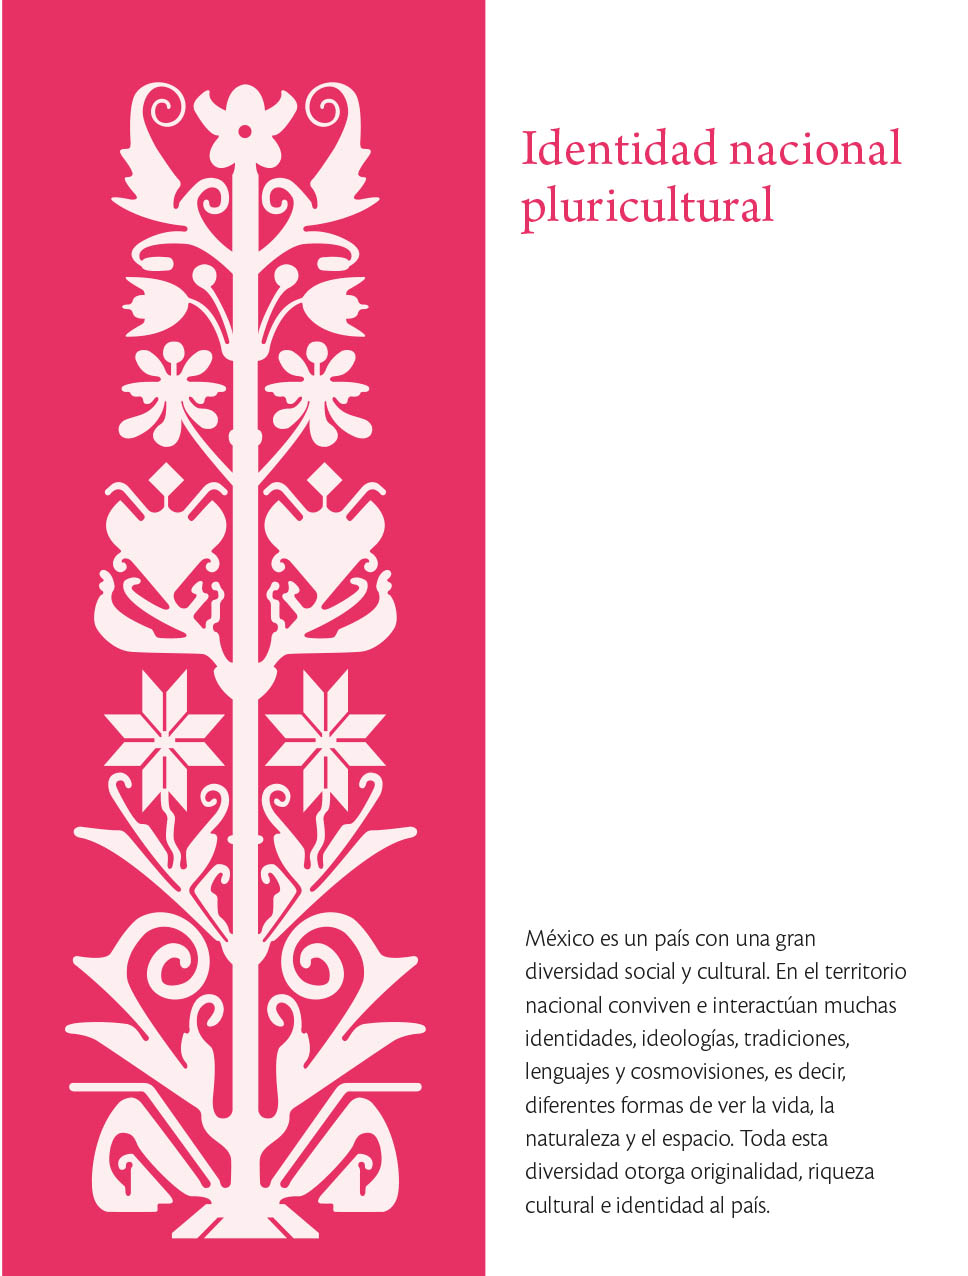 Identidad nacional
pluricultural
México es un país con una gran
diversidad social y cultural. En el territorio
nacional conviven e interactúan muchas
identidades, ideologías, tradiciones,
lenguajes y cosmovisiones, es decir,
diferentes formas de ver la vida, la
naturaleza y el espacio. Toda esta
diversidad otorga originalidad, riqueza
cultural e identidad al país.